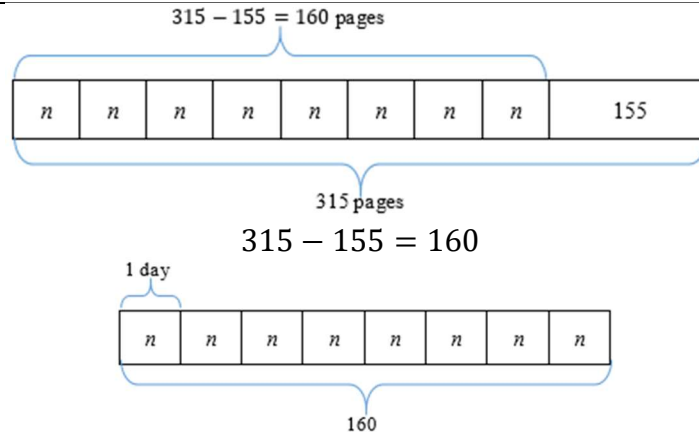 315 − 155 = 160 pages
n n n n n n n n 155
315 pages
315 − 155 = 160
1 day
n n n n n n n n
160